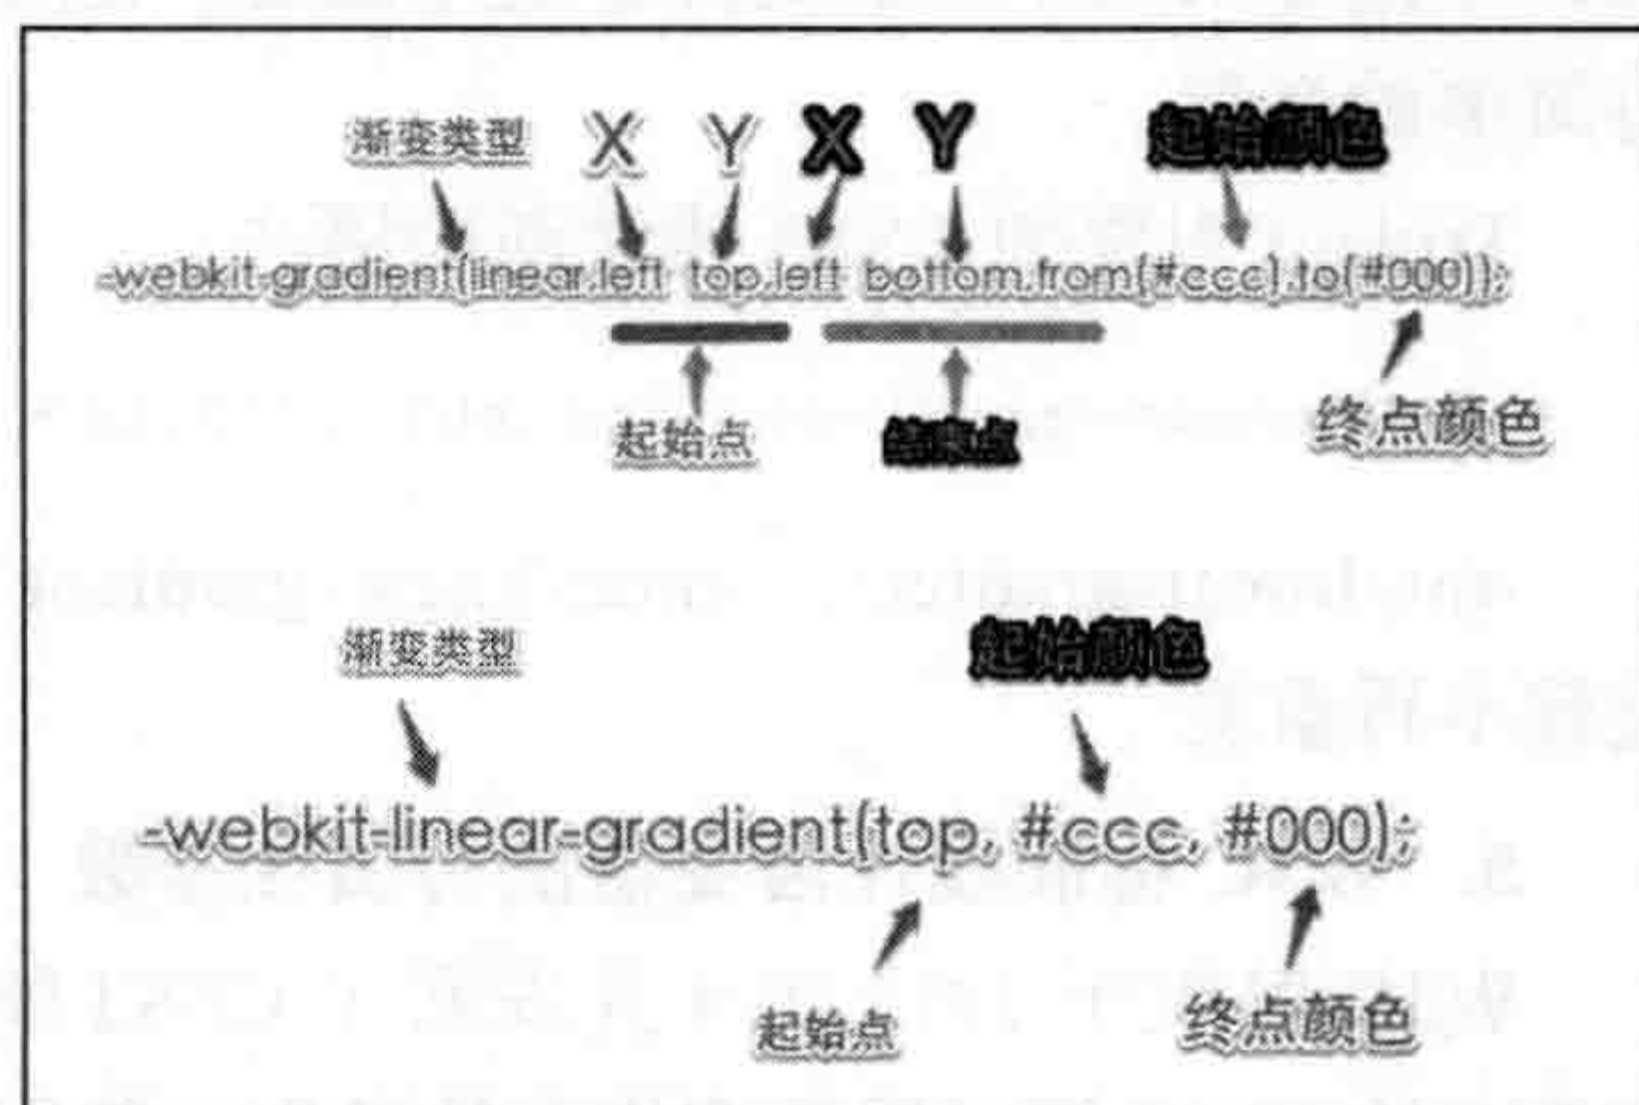 渐变类型 X Y X Y 起始颜色
-webkit-gradient(linear,left top,left bottom,from(#ccc),to(#000));
起始点 结束点 终点颜色
渐变类型 起始颜色
-webkit-linear-gradient(top, #ccc, #000);
起始点 终点颜色